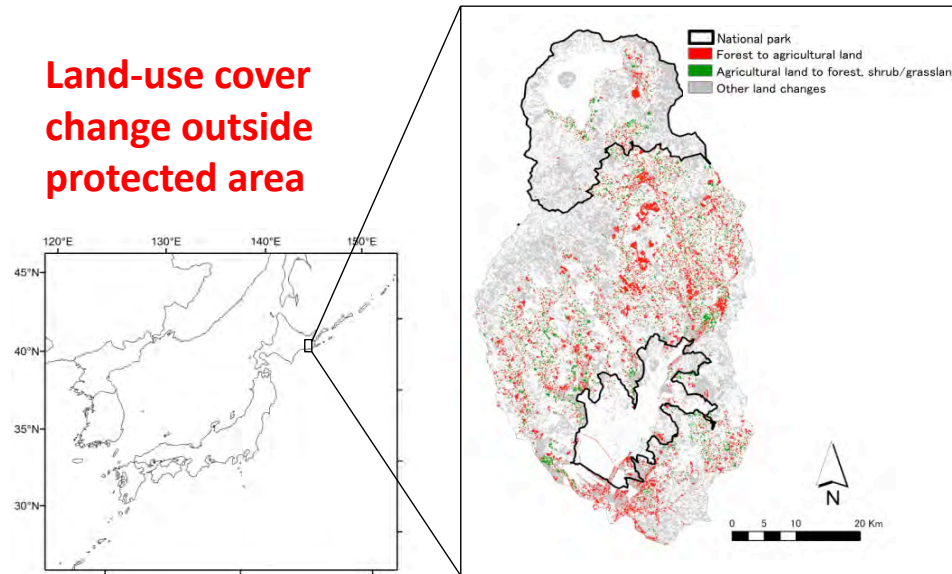 Land-use cover
change outside
protected area
120°E
130°E
140°E
150°E
45°N
40°N
35°N
30°N
National park
Forest to agricultural land
Agricultural land to forest, shrub/grasslan
Other land changes
N
0 5 10 20 Km